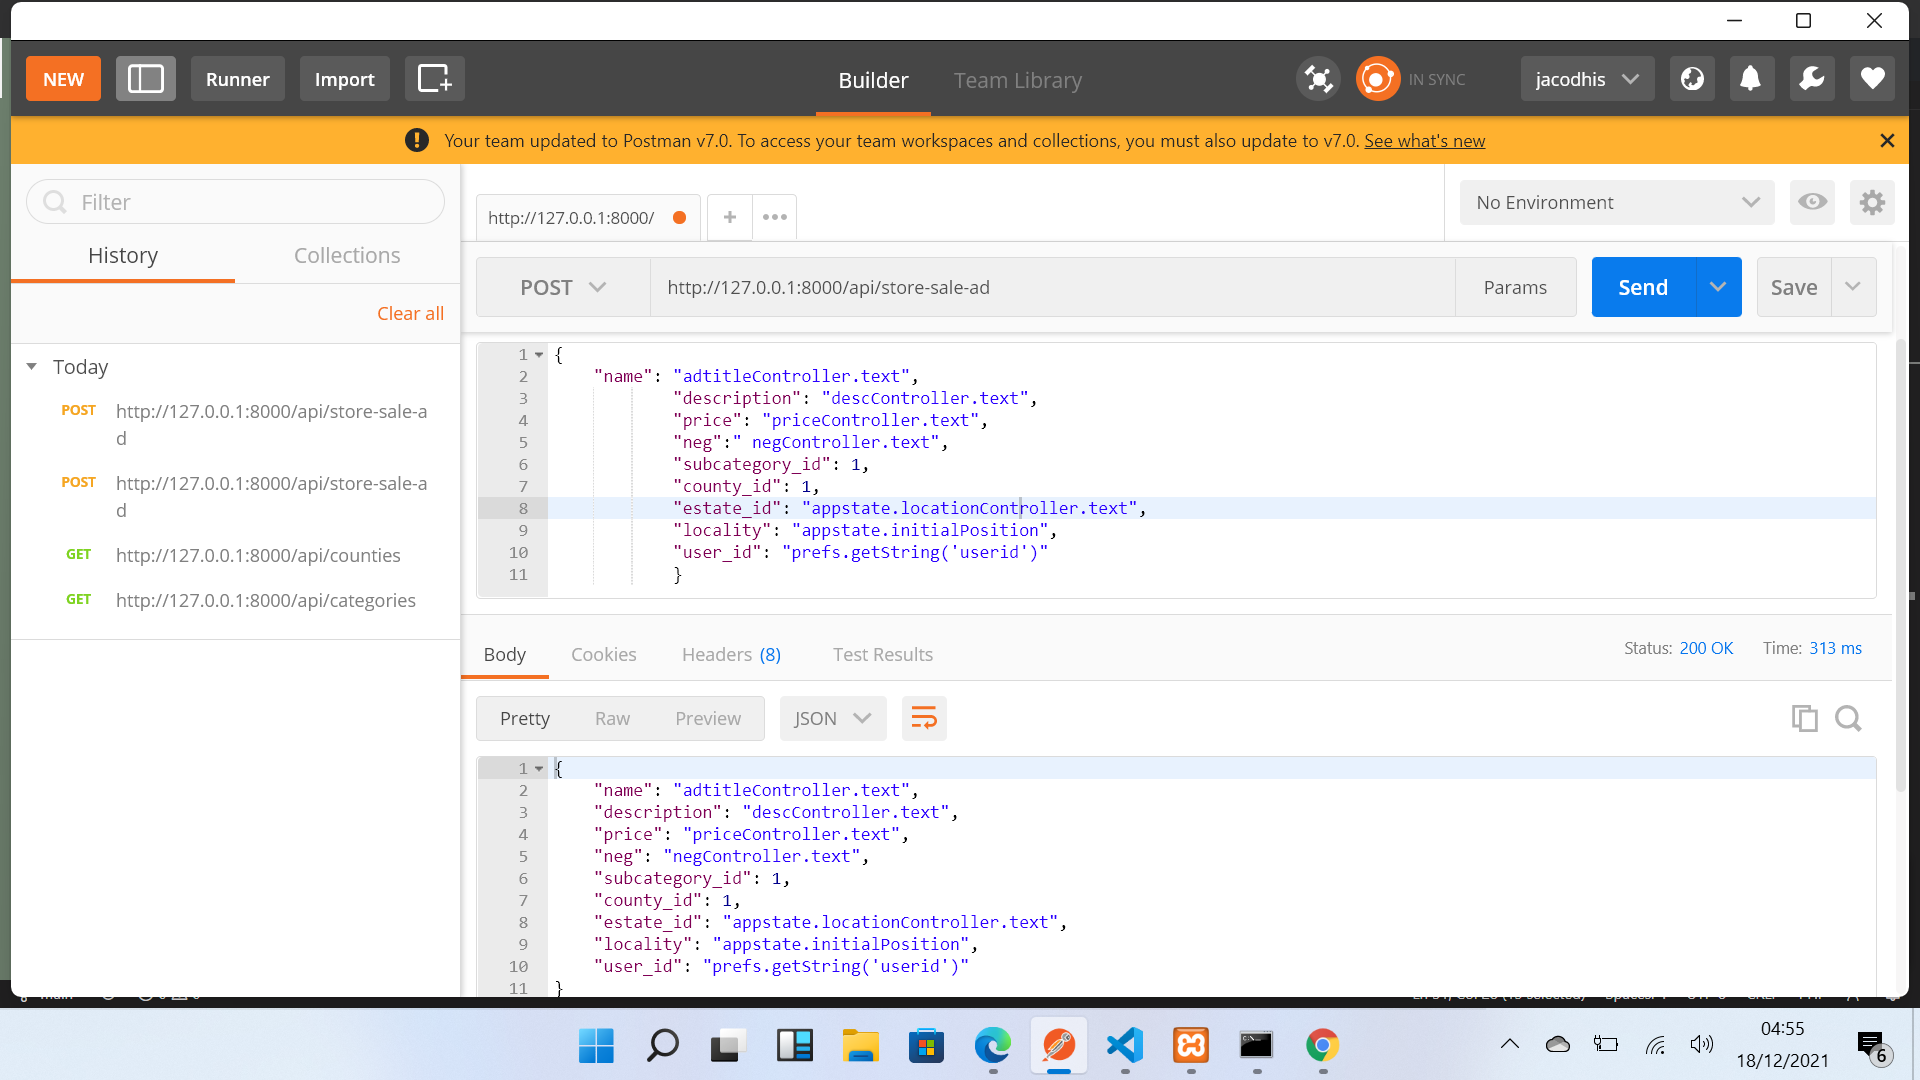 NEW
Runner
Import
Builder
Team Library
IN SYNC
jacodhis
Your team updated to Postman v7.0. To access your team workspaces and collections, you must also update to v7.0. See what's new
Filter
History
Collections
Clear all
Today
POST http://127.0.0.1:8000/api/store-sale-a
d
POST http://127.0.0.1:8000/api/store-sale-a
d
GET http://127.0.0.1:8000/api/counties
GET http://127.0.0.1:8000/api/categories
http://127.0.0.1:8000/
No Environment
POST
http://127.0.0.1:8000/api/store-sale-ad
Params
Send
Save
1 {
2 "name": "adtitleController.text",
3 "description": "descController.text",
4 "price": "priceController.text",
5 "neg":" negController.text",
6 "subcategory_id": 1,
7 "county_id": 1,
8 "estate_id": "appstate.locationController.text",
9 "locality": "appstate.initialPosition",
10 "user_id": "prefs.getString('userid')"
11 }
Body
Cookies
Headers (8)
Test Results
Status: 200 OK
Time: 313 ms
Pretty
Raw
Preview
JSON
1 {
2 "name": "adtitleController.text",
3 "description": "descController.text",
4 "price": "priceController.text",
5 "neg": "negController.text",
6 "subcategory_id": 1,
7 "county_id": 1,
8 "estate_id": "appstate.locationController.text",
9 "locality": "appstate.initialPosition",
10 "user_id": "prefs.getString('userid')"
11 }
04:55
18/12/2021
6